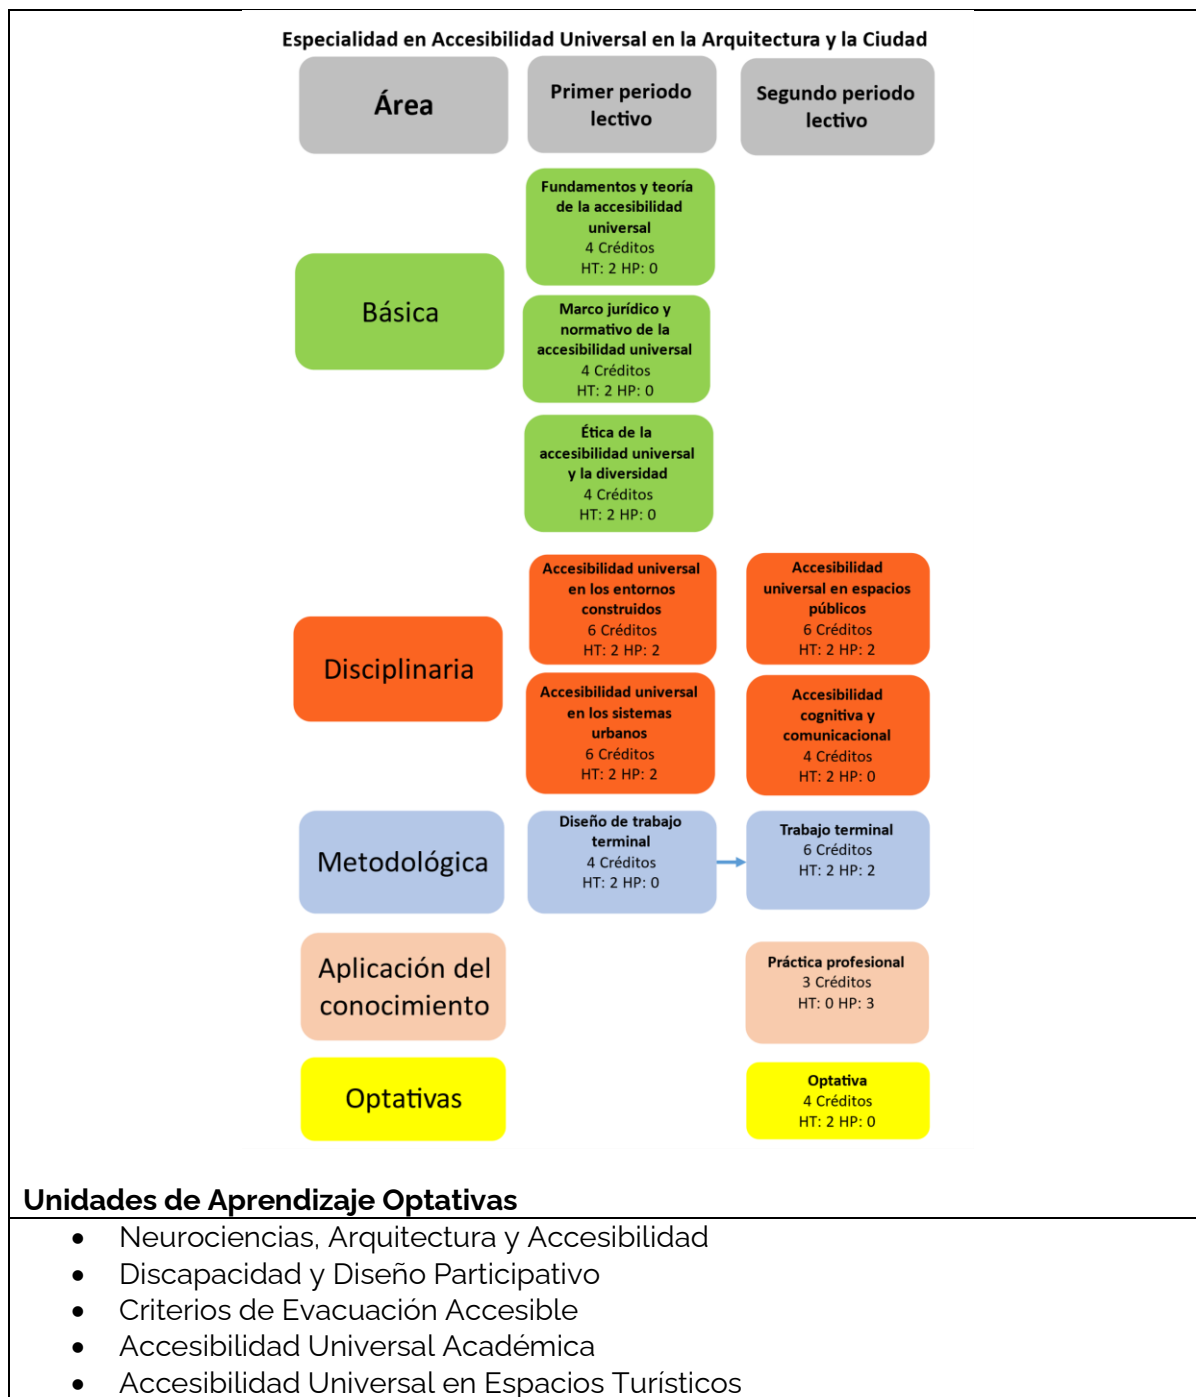 Especialidad en Accesibilidad Universal en la Arquitectura y la Ciudad
Área
Primer periodo
lectivo
Segundo periodo
lectivo
Básica
Fundamentos y teoría
de la accesibilidad
universal
4 Créditos
HT: 2 HP: 0
Marco jurídico y
normativo de la
accesibilidad universal
4 Créditos
HT: 2 HP: 0
Ética de la
accesibilidad universal
y la diversidad
4 Créditos
HT: 2 HP: 0
Disciplinaria
Accesibilidad universal
en los entornos
construidos
6 Créditos
HT: 2 HP: 2
Accesibilidad
universal en espacios
públicos
6 Créditos
HT: 2 HP: 2
Accesibilidad universal
en los sistemas
urbanos
6 Créditos
HT: 2 HP: 2
Accesibilidad
cognitiva y
comunicacional
4 Créditos
HT: 2 HP: 0
Metodológica
Diseño de trabajo
terminal
4 Créditos
HT: 2 HP: 0
Trabajo terminal
6 Créditos
HT: 2 HP: 2
Aplicación del
conocimiento
Práctica profesional
3 Créditos
HT: 0 HP: 3
Optativas
Optativa
4 Créditos
HT: 2 HP: 0
Unidades de Aprendizaje Optativas
• Neurociencias, Arquitectura y Accesibilidad
• Discapacidad y Diseño Participativo
• Criterios de Evacuación Accesible
• Accesibilidad Universal Académica
• Accesibilidad Universal en Espacios Turísticos